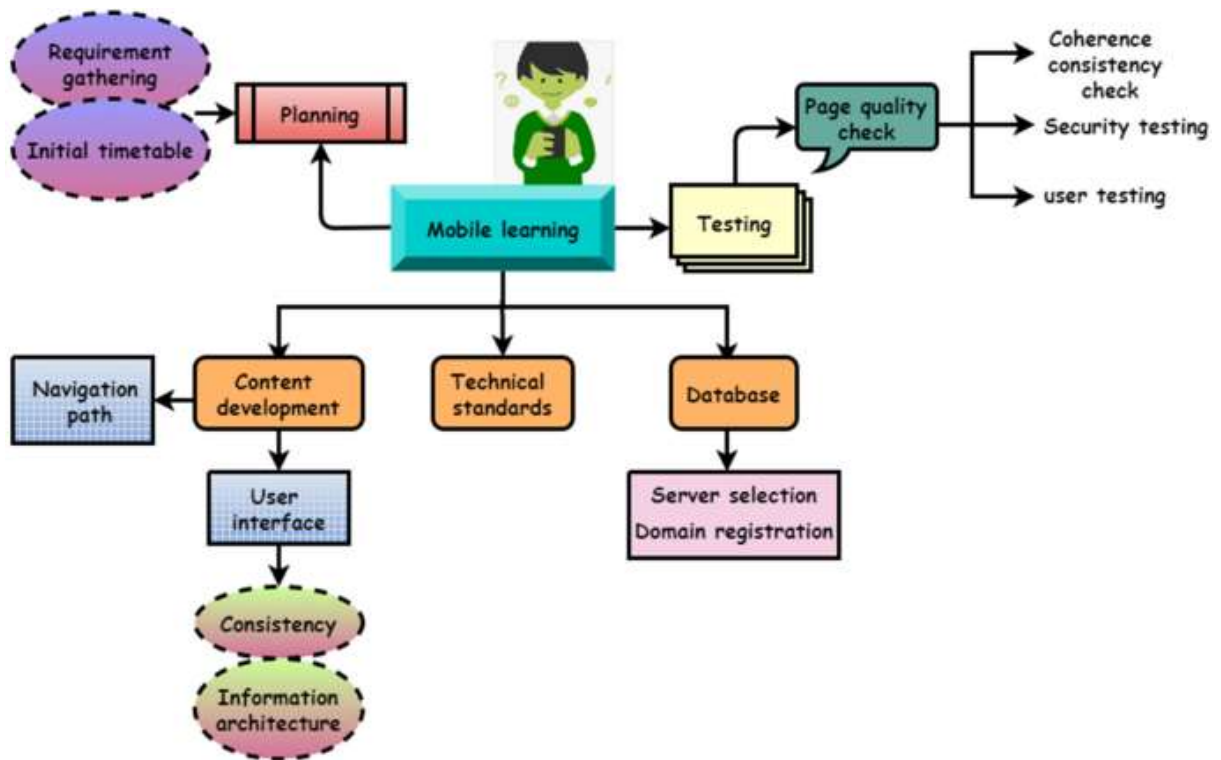 Requirement
gathering
Initial timetable
Planning
Mobile learning
Testing
Page quality
check
Coherence
consistency
check
Security testing
user testing
Navigation
path
Content
development
Technical
standards
Database
User
interface
Server selection
Domain registration
Consistency
Information
architecture